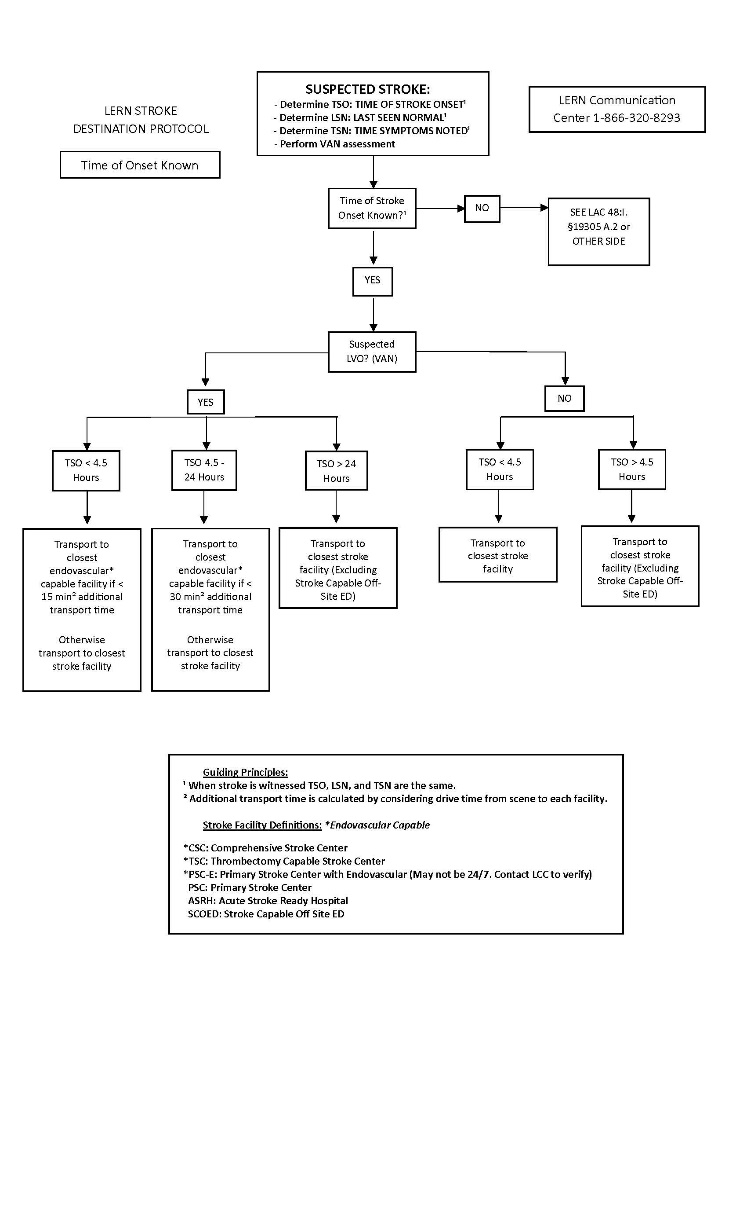 LERN STROKE
DESTINATION PROTOCOL
Time of Onset Known
SUSPECTED STROKE:
- Determine TSO: TIME OF STROKE ONSET¹
- Determine LSN: LAST SEEN NORMAL¹
- Determine TSN: TIME SYMPTOMS NOTED¹
- Perform VAN assessment
LERN Communication
Center 1-866-320-8293
Time of Stroke
Onset Known?¹
NO
SEE LAC 48:I.
§19305 A.2 or
OTHER SIDE
YES
Suspected
LVO? (VAN)
YES
NO
TSO < 4.5
Hours
TSO 4.5 -
24 Hours
TSO > 24
Hours
TSO < 4.5
Hours
TSO > 4.5
Hours
Transport to
closest
endovascular*
capable facility if <
15 min² additional
transport time
Otherwise
transport to closest
stroke facility
Transport to
closest
endovascular*
capable facility if <
30 min² additional
transport time
Otherwise
transport to closest
stroke facility
Transport to
closest stroke
facility (Excluding
Stroke Capable Off-
Site ED)
Transport to
closest stroke
facility
Transport to
closest stroke
facility (Excluding
Stroke Capable Off-
Site ED)
Guiding Principles:
¹ When stroke is witnessed TSO, LSN, and TSN are the same.
² Additional transport time is calculated by considering drive time from scene to each facility.
Stroke Facility Definitions: *Endovascular Capable
*CSC: Comprehensive Stroke Center
*TSC: Thrombectomy Capable Stroke Center
*PSC-E: Primary Stroke Center with Endovascular (May not be 24/7. Contact LCC to verify)
PSC: Primary Stroke Center
ASRH: Acute Stroke Ready Hospital
SCOED: Stroke Capable Off Site ED